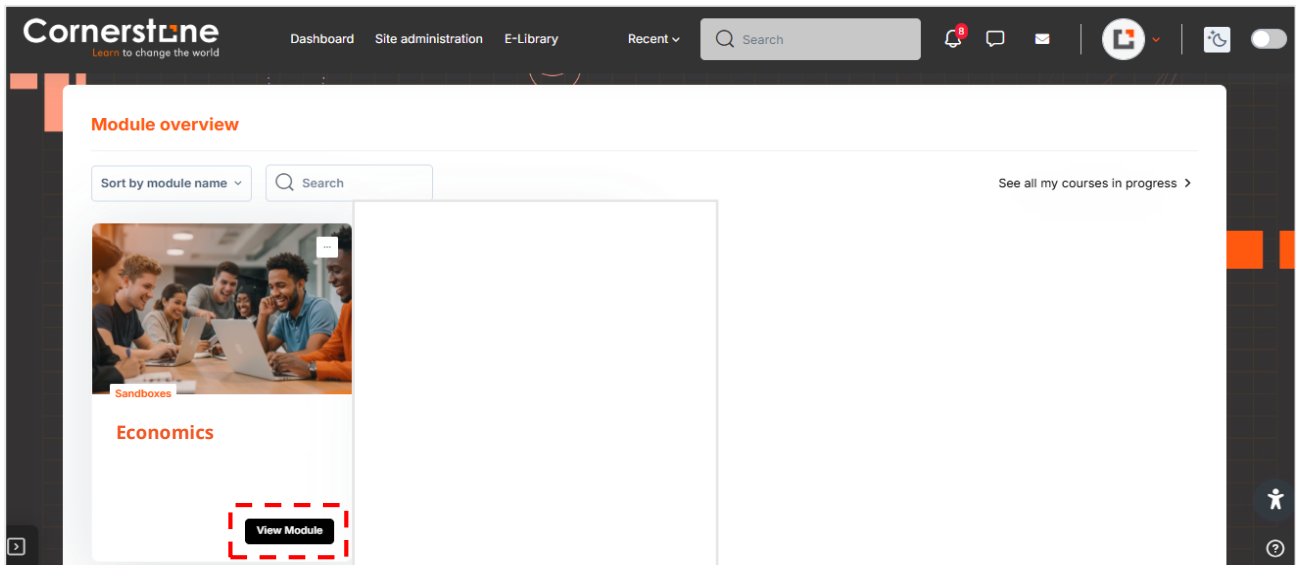 Cornerstone
Learn to change the world
Dashboard Site administration E-Library Recent Search 8
Module overview
Sort by module name Search See all my courses in progress
...
Sandboxes
Economics
View Module
?